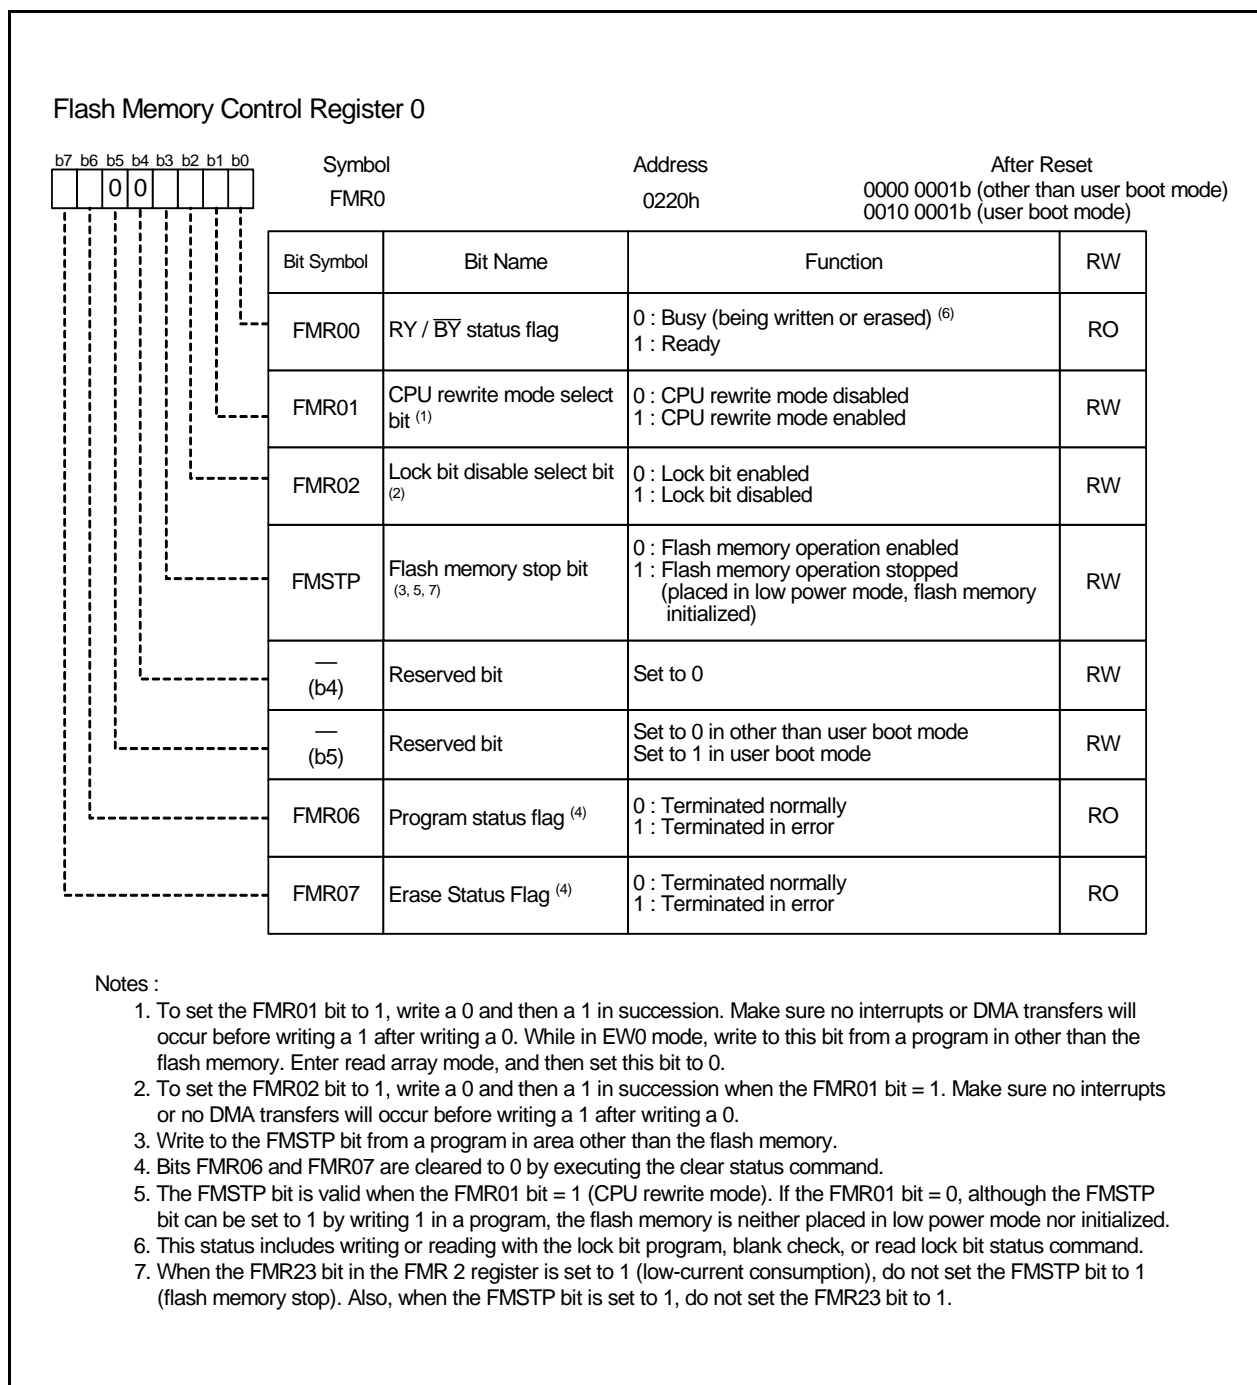 Flash Memory Control Register 0
b7 b6 b5 b4 b3 b2 b1 b0
0 0
Symbol Address After Reset
FMR0 0220h 0000 0001b (other than user boot mode)
0010 0001b (user boot mode)
Bit Symbol Bit Name Function RW
FMR00 RY / BY status flag 0 : Busy (being written or erased) (6) RO
1 : Ready
FMR01 CPU rewrite mode select 0 : CPU rewrite mode disabled RW
bit (1) 1 : CPU rewrite mode enabled
FMR02 Lock bit disable select bit 0 : Lock bit enabled RW
(2) 1 : Lock bit disabled
0 : Flash memory operation enabled
FMSTP Flash memory stop bit 1 : Flash memory operation stopped RW
(3, 5, 7) (placed in low power mode, flash memory
initialized)
—
(b4) Reserved bit Set to 0 RW
—
(b5) Reserved bit Set to 0 in other than user boot mode RW
Set to 1 in user boot mode
FMR06 Program status flag (4) 0 : Terminated normally RO
1 : Terminated in error
FMR07 Erase Status Flag (4) 0 : Terminated normally RO
1 : Terminated in error
Notes :
1. To set the FMR01 bit to 1, write a 0 and then a 1 in succession. Make sure no interrupts or DMA transfers will
occur before writing a 1 after writing a 0. While in EW0 mode, write to this bit from a program in other than the
flash memory. Enter read array mode, and then set this bit to 0.
2. To set the FMR02 bit to 1, write a 0 and then a 1 in succession when the FMR01 bit = 1. Make sure no interrupts
or no DMA transfers will occur before writing a 1 after writing a 0.
3. Write to the FMSTP bit from a program in area other than the flash memory.
4. Bits FMR06 and FMR07 are cleared to 0 by executing the clear status command.
5. The FMSTP bit is valid when the FMR01 bit = 1 (CPU rewrite mode). If the FMR01 bit = 0, although the FMSTP
bit can be set to 1 by writing 1 in a program, the flash memory is neither placed in low power mode nor initialized.
6. This status includes writing or reading with the lock bit program, blank check, or read lock bit status command.
7. When the FMR23 bit in the FMR 2 register is set to 1 (low-current consumption), do not set the FMSTP bit to 1
(flash memory stop). Also, when the FMSTP bit is set to 1, do not set the FMR23 bit to 1.